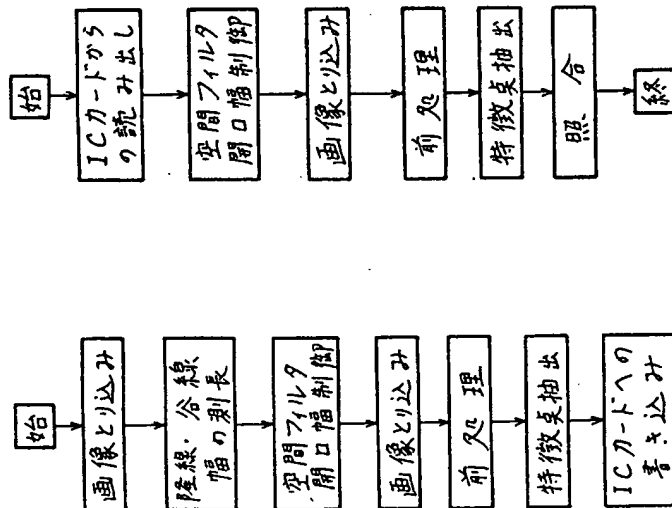 始
ICカードから
の読み出し
空間フィルタ
開口幅制御
画像とり込み
前処理
特徴点抽出
照合
終
始
画像とり込み
隆線・谷線
幅の測長
空間フィルタ
開口幅制御
画像とり込み
前処理
特徴点抽出
ICカードへの
書き込み